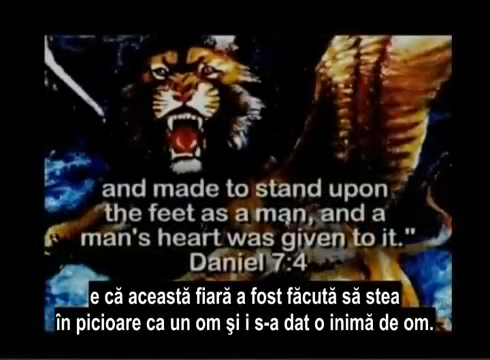 and made to stand upon
the feet as a man, and a
man's heart was given to it."
Daniel 7:4
e că această fiară a fost făcută să stea
în picioare ca un om şi i s-a dat o inimă de om.